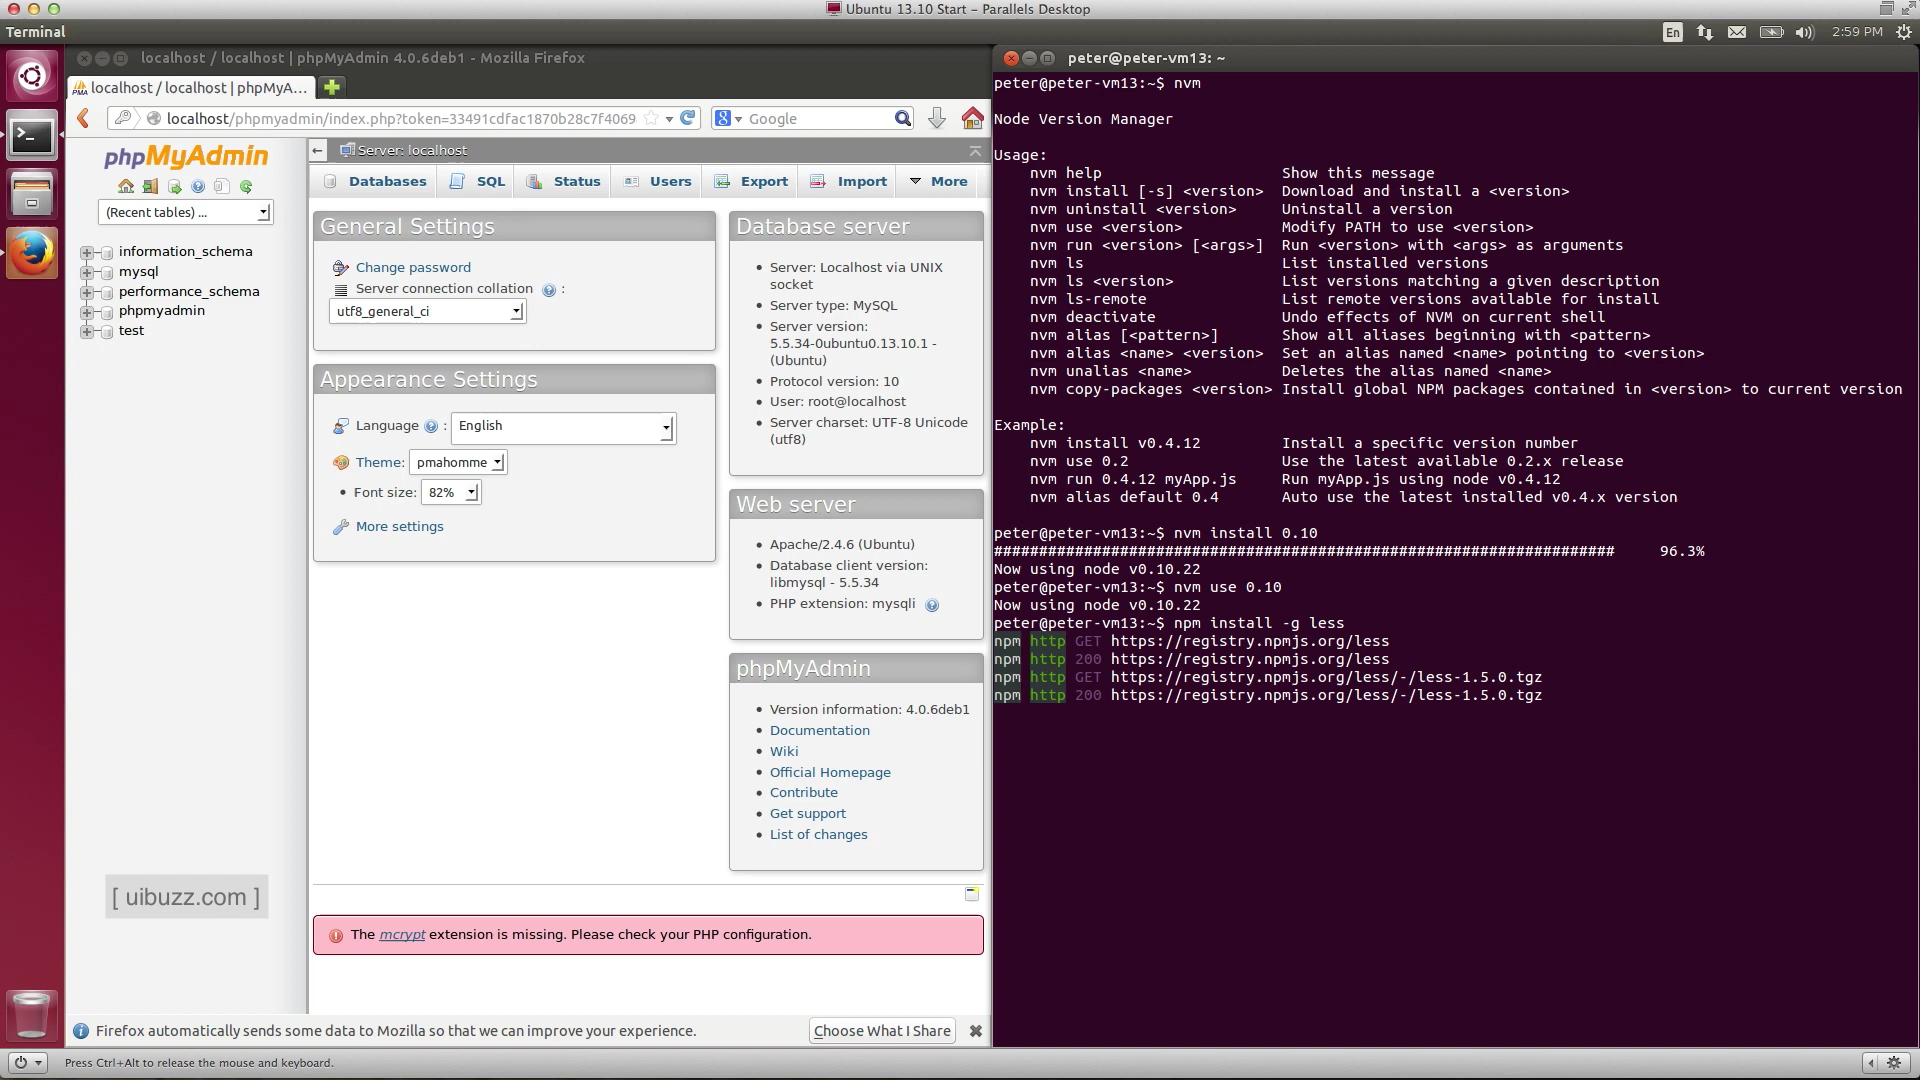 Ubuntu 13.10 Start – Parallels Desktop
Terminal
En
2:59 PM
localhost / localhost | phpMyAdmin 4.0.6deb1 - Mozilla Firefox
PMA localhost / localhost | phpMyA...
localhost/phpmyadmin/index.php?token=33491cdfac1870b28c7f4069
8 Google
phpMyAdmin
(Recent tables) ...
information_schema
mysql
performance_schema
phpmyadmin
test
[ uibuzz.com ]
Server: localhost
Databases SQL Status Users Export Import More
General Settings
Change password
Server connection collation ? :
utf8_general_ci
Appearance Settings
Language ? : English
Theme: pmahomme
• Font size: 82%
More settings
Database server
• Server: Localhost via UNIX
socket
• Server type: MySQL
• Server version:
5.5.34-0ubuntu0.13.10.1 -
(Ubuntu)
• Protocol version: 10
• User: root@localhost
• Server charset: UTF-8 Unicode
(utf8)
Web server
• Apache/2.4.6 (Ubuntu)
• Database client version:
libmysql - 5.5.34
• PHP extension: mysqli ?
phpMyAdmin
• Version information: 4.0.6deb1
• Documentation
• Wiki
• Official Homepage
• Contribute
• Get support
• List of changes
The mcrypt extension is missing. Please check your PHP configuration.
Firefox automatically sends some data to Mozilla so that we can improve your experience.
Choose What I Share
peter@peter-vm13: ~
peter@peter-vm13:~$ nvm
Node Version Manager
Usage:
nvm help Show this message
nvm install [-s] <version> Download and install a <version>
nvm uninstall <version> Uninstall a version
nvm use <version> Modify PATH to use <version>
nvm run <version> [<args>] Run <version> with <args> as arguments
nvm ls List installed versions
nvm ls <version> List versions matching a given description
nvm ls-remote List remote versions available for install
nvm deactivate Undo effects of NVM on current shell
nvm alias [<pattern>] Show all aliases beginning with <pattern>
nvm alias <name> <version> Set an alias named <name> pointing to <version>
nvm unalias <name> Deletes the alias named <name>
nvm copy-packages <version> Install global NPM packages contained in <version> to current version
Example:
nvm install v0.4.12 Install a specific version number
nvm use 0.2 Use the latest available 0.2.x release
nvm run 0.4.12 myApp.js Run myApp.js using node v0.4.12
nvm alias default 0.4 Auto use the latest installed v0.4.x version
peter@peter-vm13:~$ nvm install 0.10
##################################################################### 96.3%
Now using node v0.10.22
peter@peter-vm13:~$ nvm use 0.10
Now using node v0.10.22
peter@peter-vm13:~$ npm install -g less
npm http GET https://registry.npmjs.org/less
npm http 200 https://registry.npmjs.org/less
npm http GET https://registry.npmjs.org/less/-/less-1.5.0.tgz
npm http 200 https://registry.npmjs.org/less/-/less-1.5.0.tgz
Press Ctrl+Alt to release the mouse and keyboard.